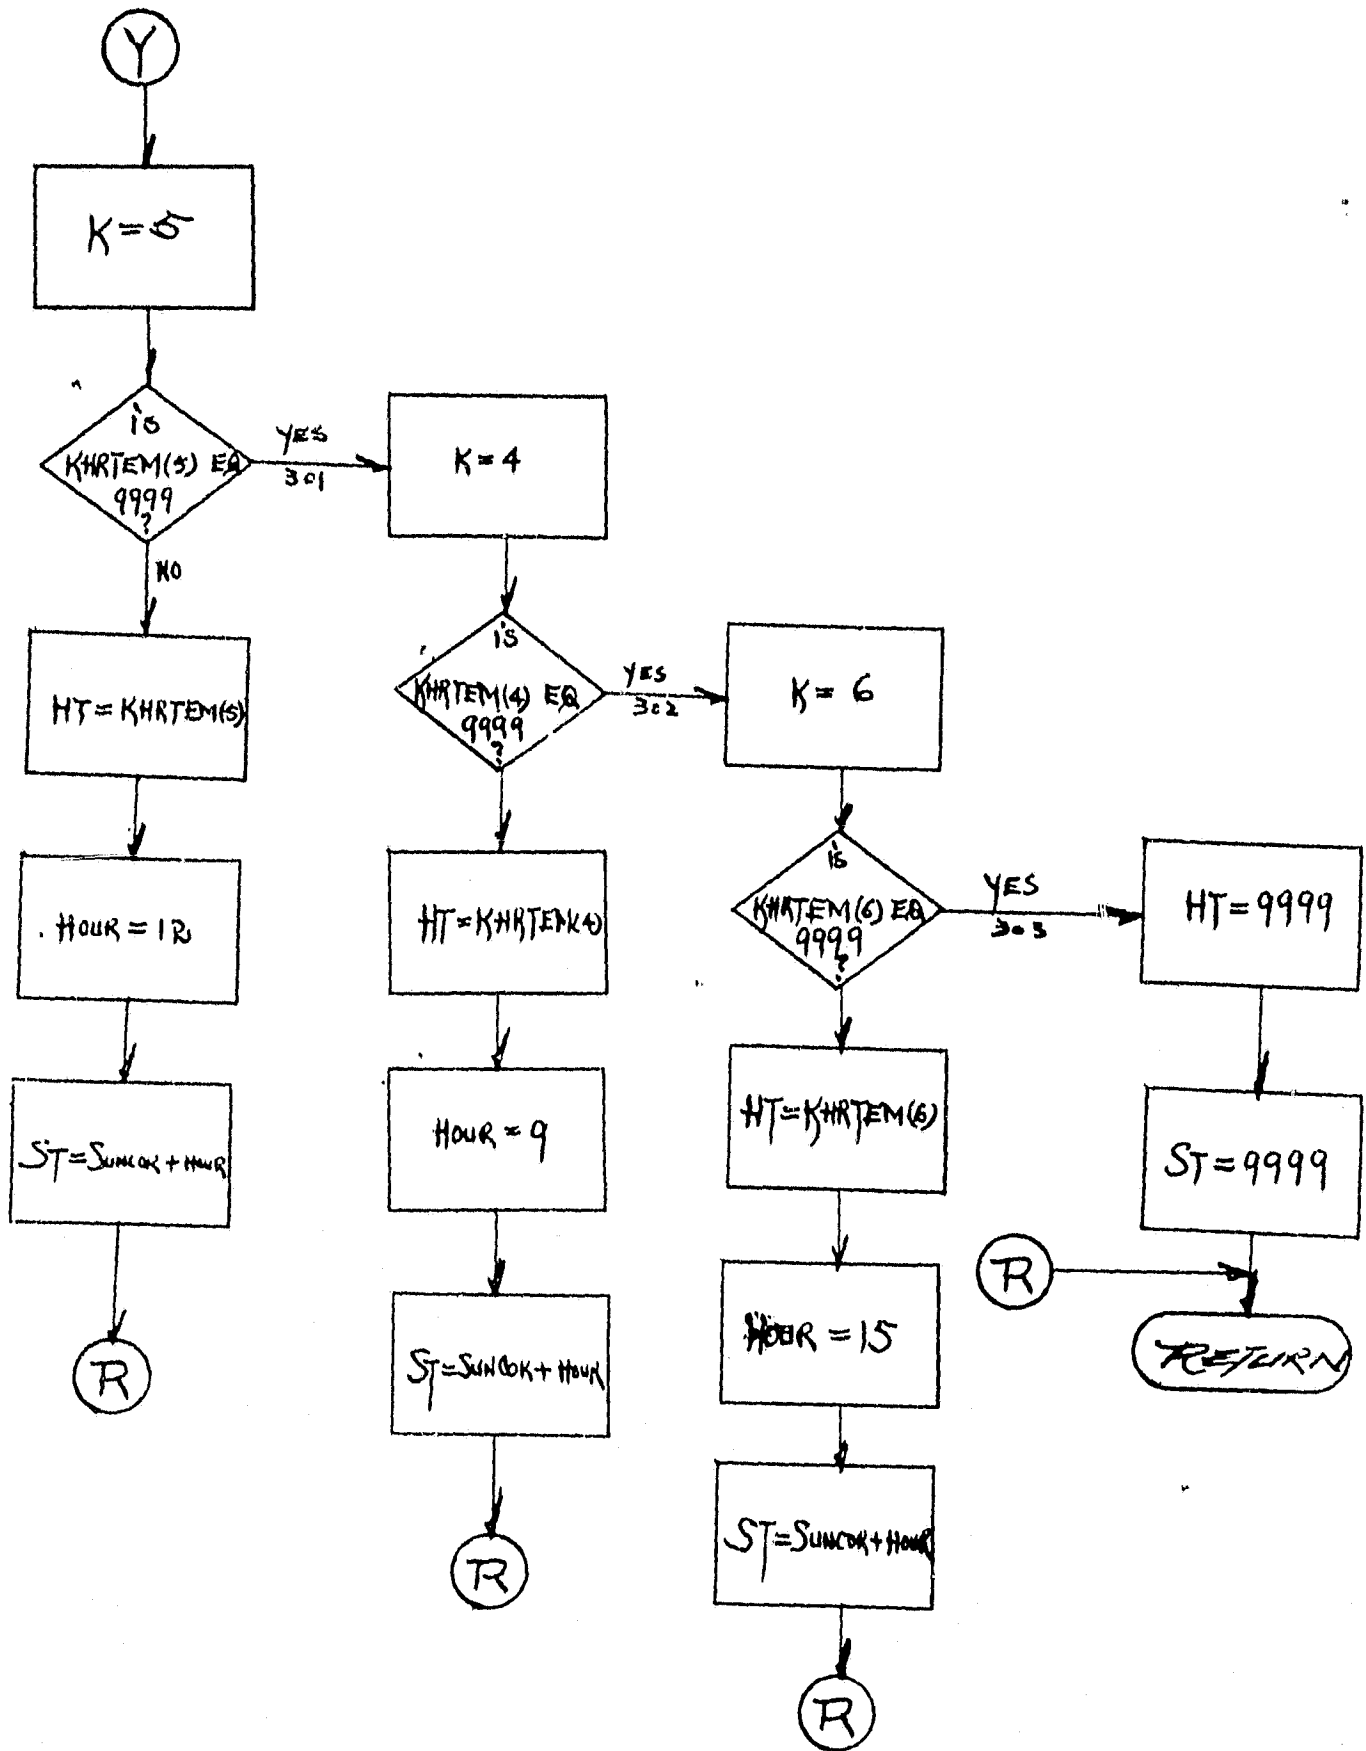 Y
K = 5
is
KHRTEM(5) EQ
9999
?
YES
301
NO
HT = KHRTEM(5)
HOUR = 12
ST = SUNCOR + HOUR
R
K = 4
is
KHRTEM(4) EQ
9999
?
YES
302
HT = KHRTEM(4)
HOUR = 9
ST = SUNCOR + HOUR
R
K = 6
is
KHRTEM(6) EQ
9999
?
YES
303
HT = KHRTEM(6)
HOUR = 15
ST = SUNCOR + HOUR
R
HT = 9999
ST = 9999
R
RETURN